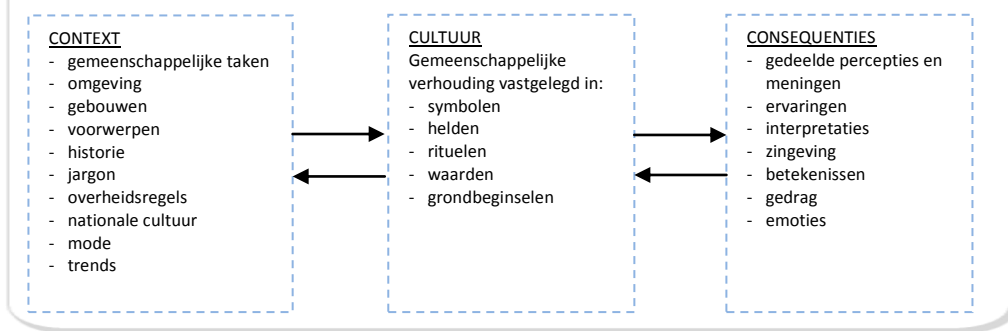 CONTEXT
- gemeenschappelijke taken
- omgeving
- gebouwen
- voorwerpen
- historie
- jargon
- overheidsregels
- nationale cultuur
- mode
- trends
CULTUUR
Gemeenschappelijke
verhouding vastgelegd in:
- symbolen
- helden
- rituelen
- waarden
- grondbeginselen
CONSEQUENTIES
- gedeelde percepties en
meningen
- ervaringen
- interpretaties
- zingeving
- betekenissen
- gedrag
- emoties